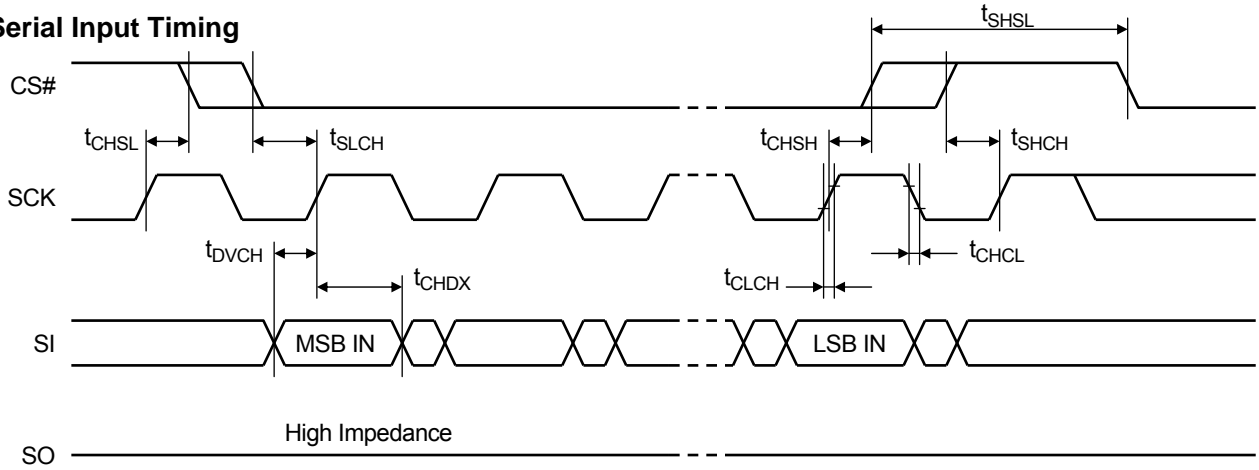 Serial Input Timing
tSHSL
CS#
tCHSL
tSLCH
tCHSH
tSHCH
SCK
tDVCH
tCHDX
tCLCH
tCHCL
SI
MSB IN
LSB IN
High Impedance
SO